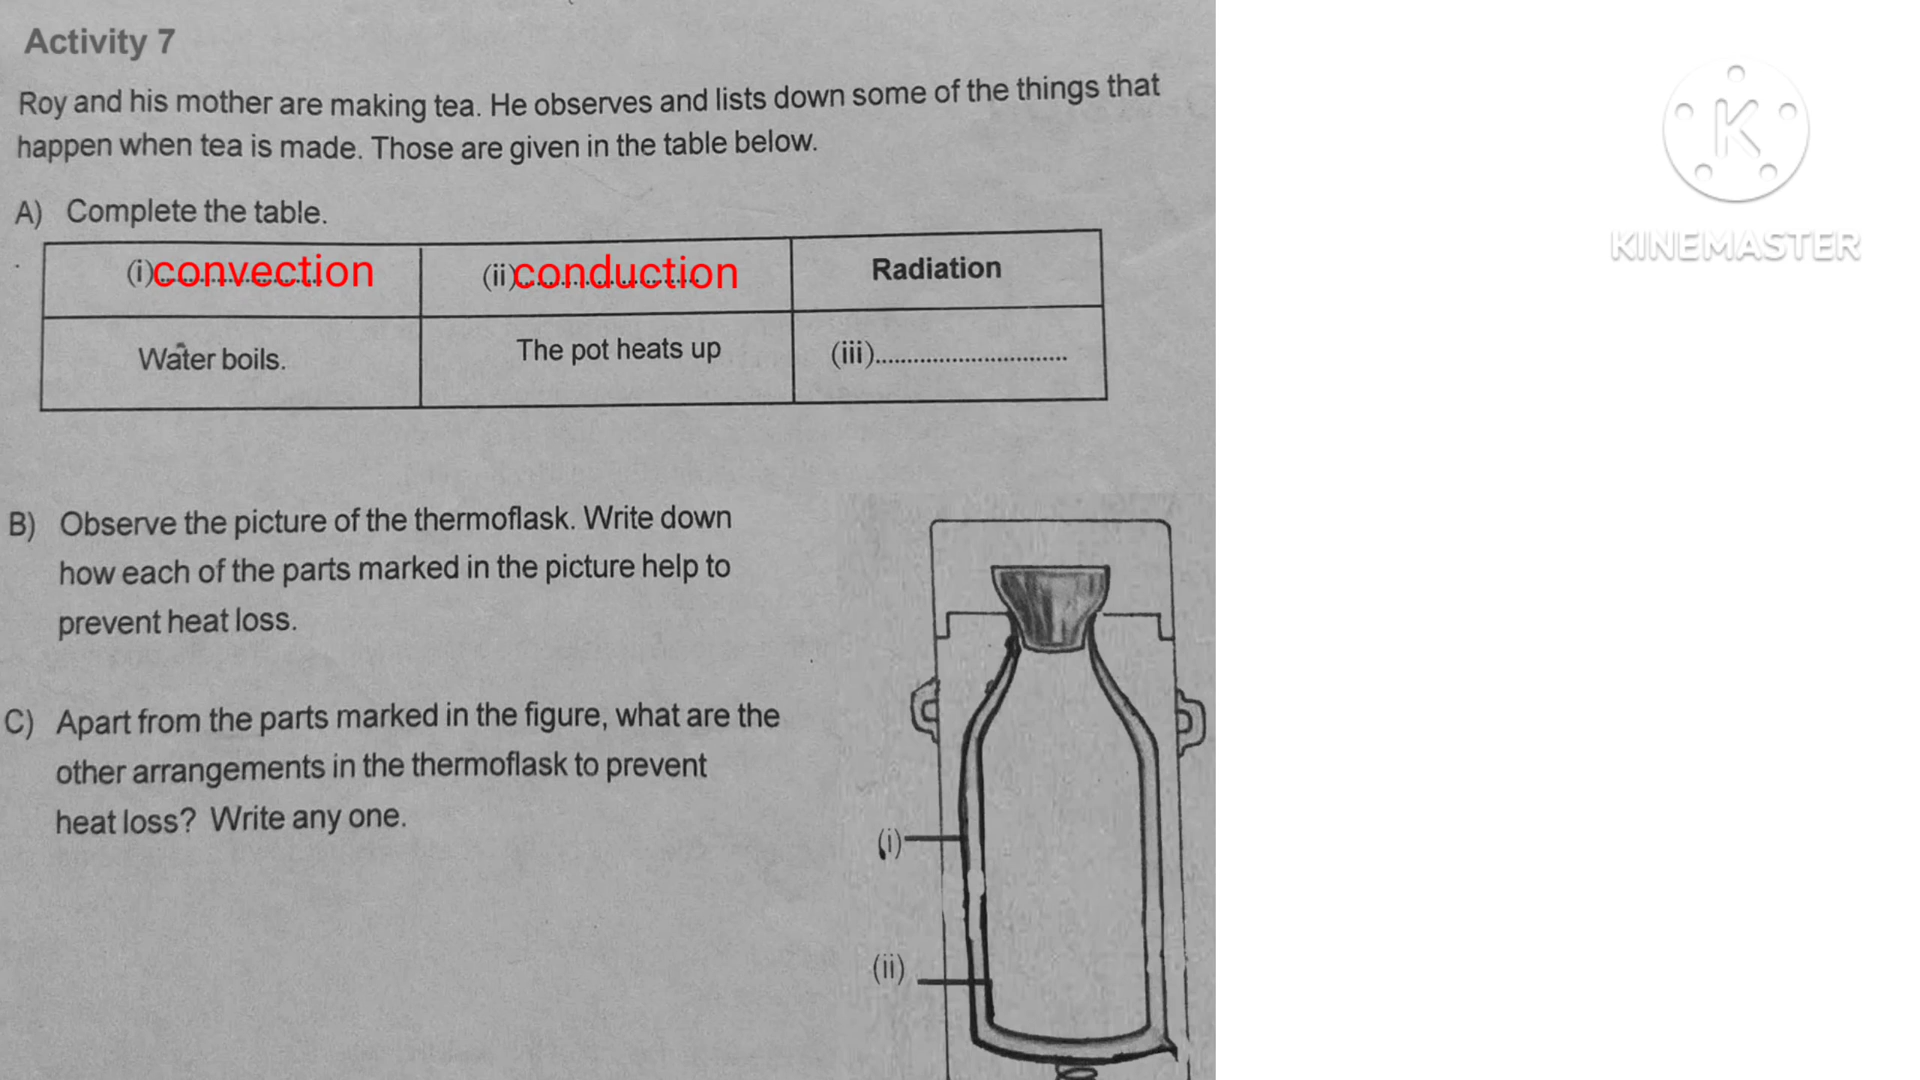 Activity 7
Roy and his mother are making tea. He observes and lists down some of the things that
happen when tea is made. Those are given in the table below.
A) Complete the table.
(i)convection (ii)conduction Radiation
Water boils. The pot heats up (iii)..............................
B) Observe the picture of the thermoflask. Write down
how each of the parts marked in the picture help to
prevent heat loss.
C) Apart from the parts marked in the figure, what are the
other arrangements in the thermoflask to prevent
heat loss? Write any one.
(i)
(ii)
K
KINEMASTER